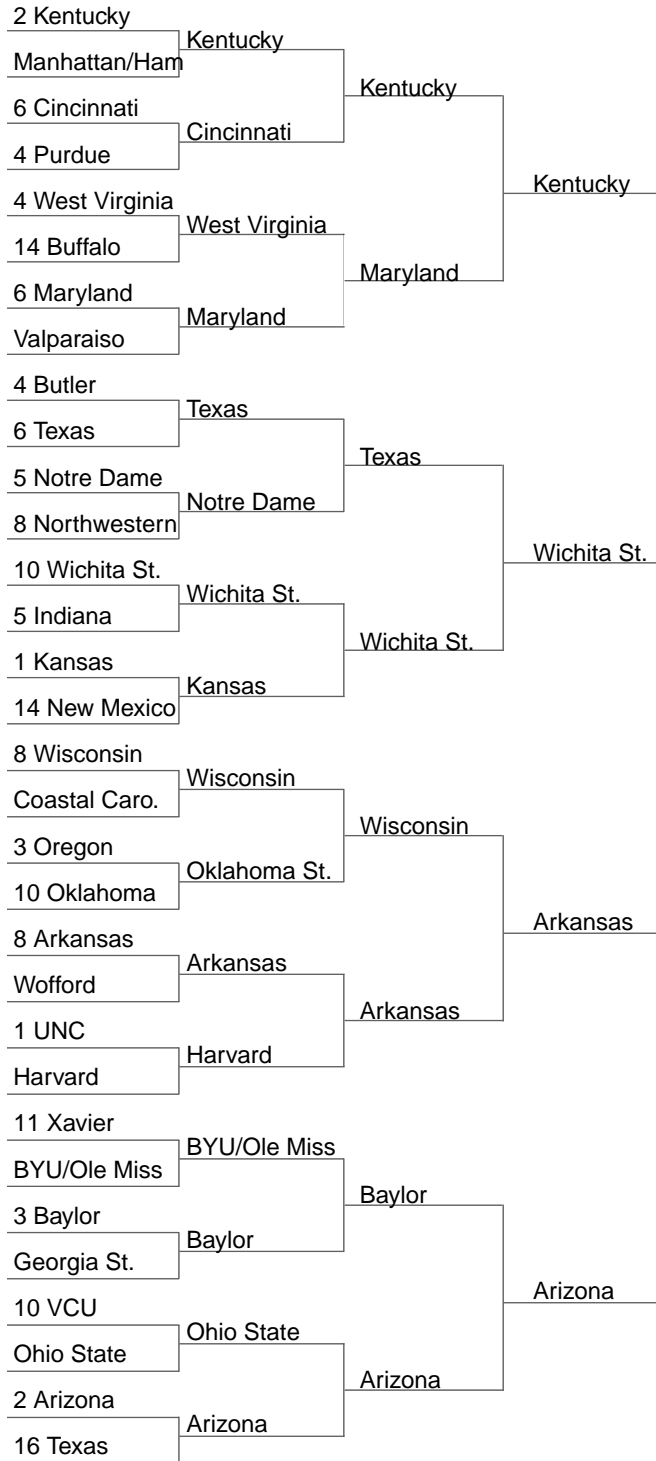 2 Kentucky
Manhattan/Ham
6 Cincinnati
4 Purdue
4 West Virginia
14 Buffalo
6 Maryland
Valparaiso
4 Butler
6 Texas
5 Notre Dame
8 Northwestern
10 Wichita St.
5 Indiana
1 Kansas
14 New Mexico
8 Wisconsin
Coastal Caro.
3 Oregon
10 Oklahoma
8 Arkansas
Wofford
1 UNC
Harvard
11 Xavier
BYU/Ole Miss
3 Baylor
Georgia St.
10 VCU
Ohio State
2 Arizona
16 Texas
Kentucky
Cincinnati
West Virginia
Maryland
Texas
Notre Dame
Wichita St.
Kansas
Wisconsin
Oklahoma St.
Arkansas
Harvard
BYU/Ole Miss
Baylor
Ohio State
Arizona
Kentucky
Maryland
Texas
Wichita St.
Wisconsin
Arkansas
Baylor
Arizona
Kentucky
Wichita St.
Arkansas
Arizona